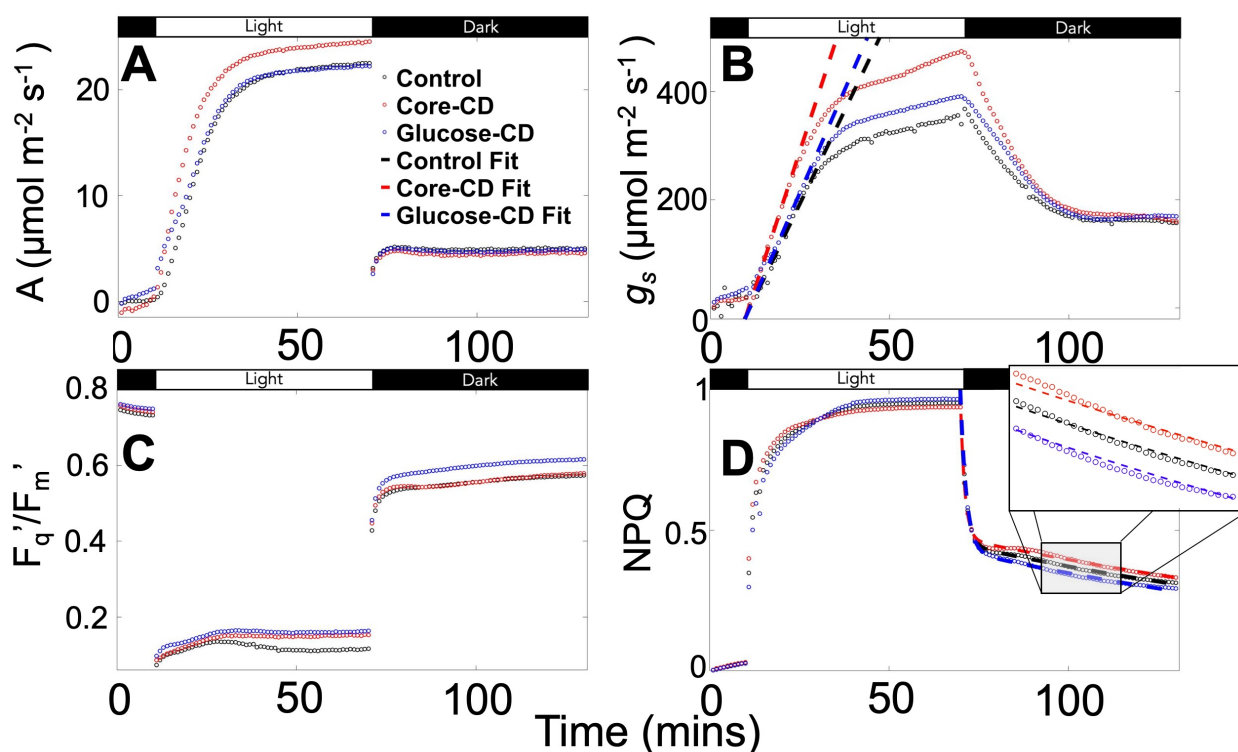 Light
Dark
A
A (μmol m-2 s-1)
20
10
0
0
50
100
Control
Core-CD
Glucose-CD
Control Fit
Core-CD Fit
Glucose-CD Fit
Light
Dark
B
gs (μmol m-2 s-1)
400
200
0
0
50
100
Light
Dark
C
Fq'/Fm'
0.8
0.6
0.4
0.2
0
50
100
Light
D
NPQ
1
0.5
0
0
50
100
Time (mins)